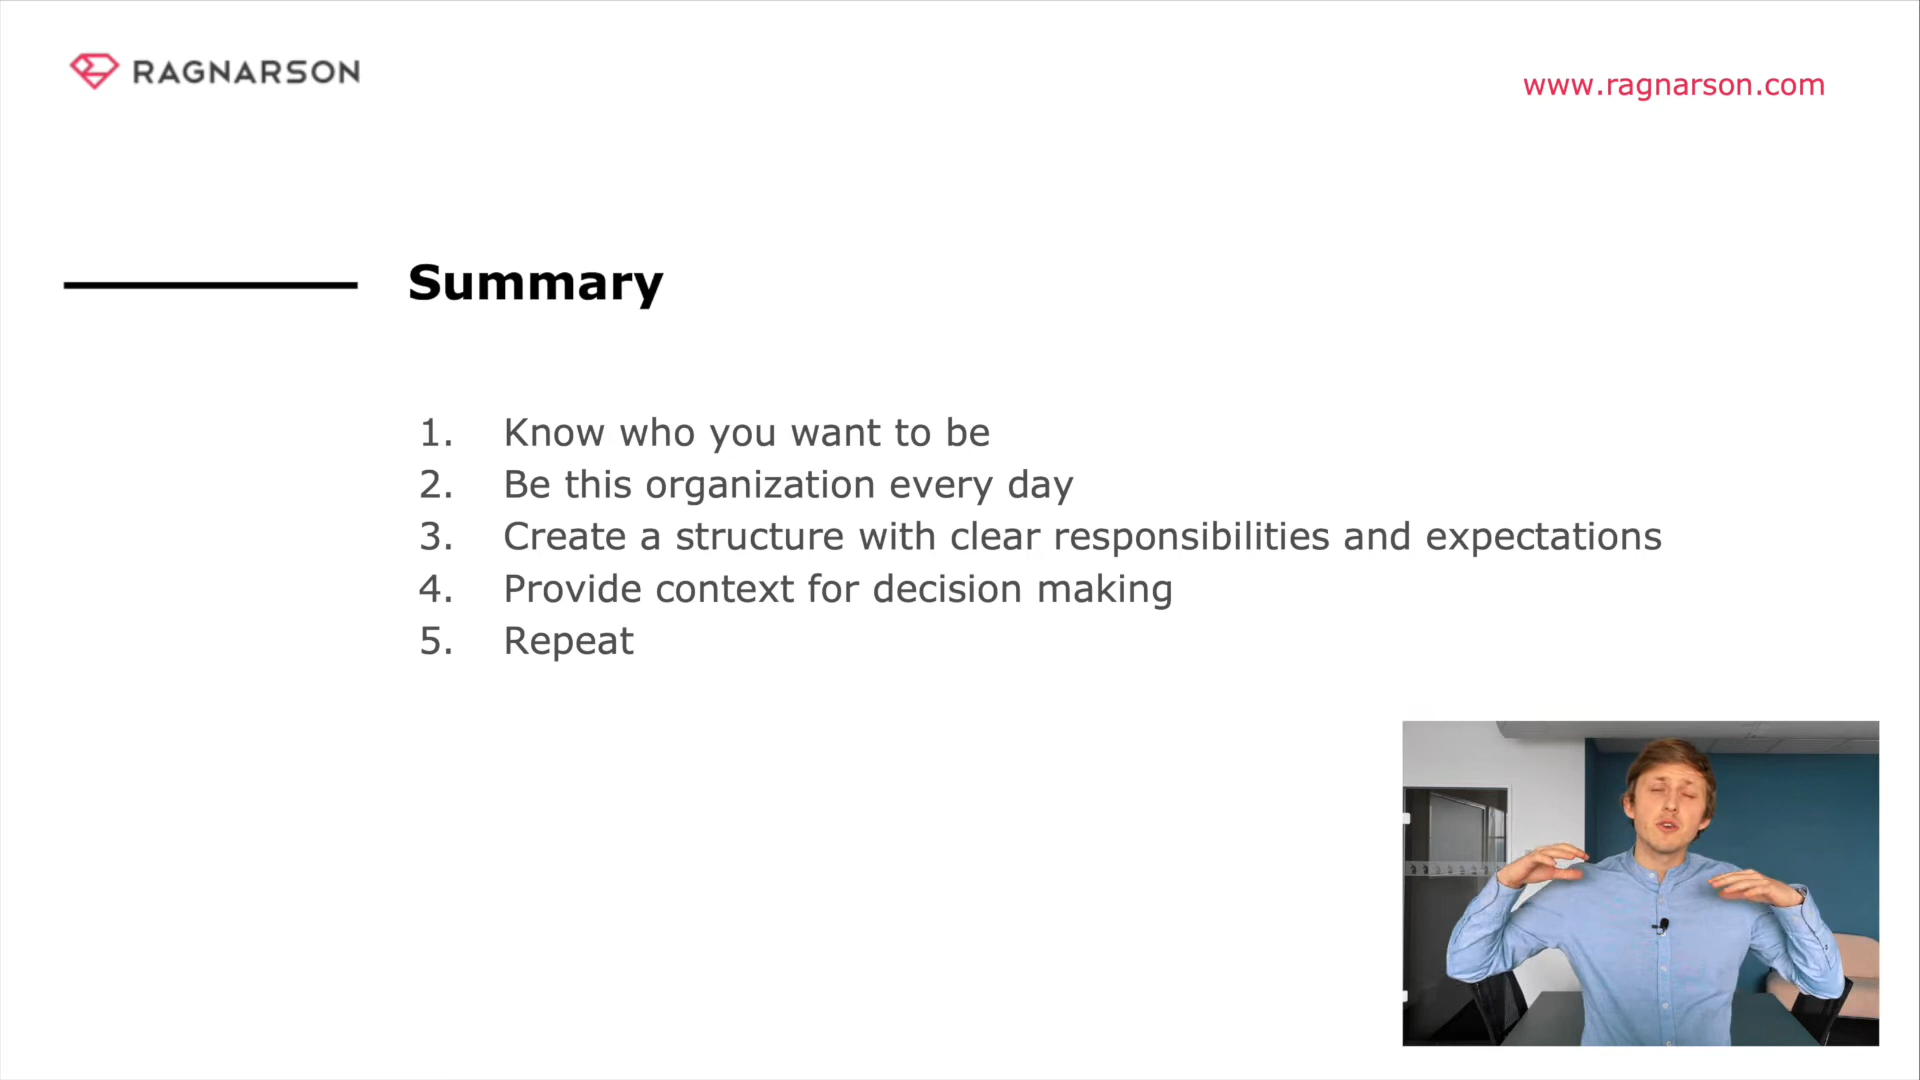 RAGNARSON
www.ragnarson.com
Summary
1. Know who you want to be
2. Be this organization every day
3. Create a structure with clear responsibilities and expectations
4. Provide context for decision making
5. Repeat